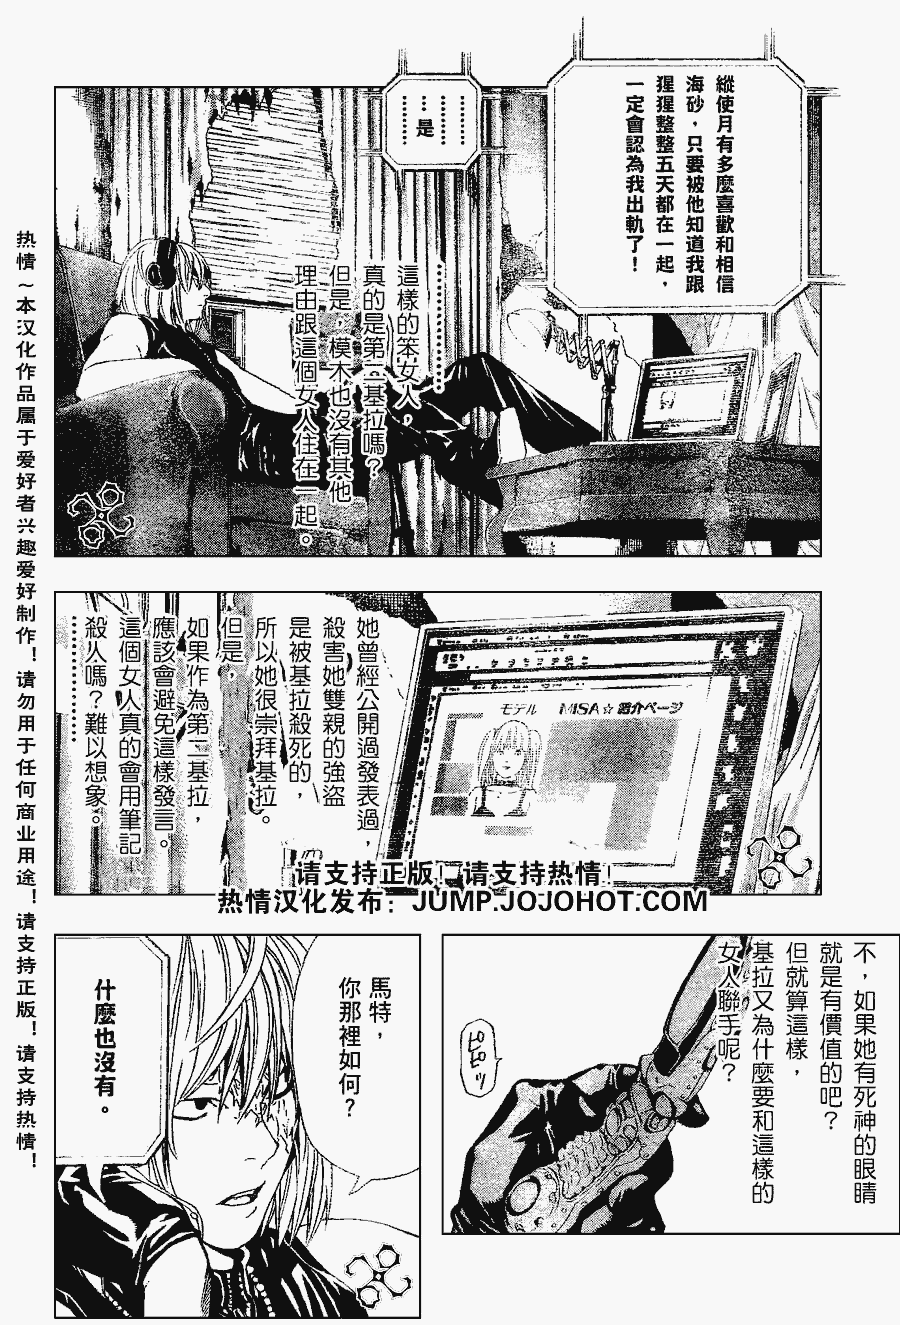 縱使月有多麼喜歡和相信
海砂，只要被他知道我跟
猩猩整整五天都在一起，
一定會認為我出軌了！
…………
…是
…………
…………………
這樣的笨女人，
真的是第二基拉嗎？
但是，模木也沒有其他
理由跟這個女人住在一起。
她曾經公開過發表過，
殺害她雙親的強盜
是被基拉殺死的，
所以她很崇拜基拉。
但是，
如果作為第二基拉，
應該會避免這樣發言。
這個女人真的會用筆記
殺人嗎？難以想象。
…………………
モデル MISA☆紹介ページ
请支持正版！请支持热情！
热情汉化发布：JUMP.JOJOHOT.COM
不，如果她有死神的眼睛
就是有價值的吧？
但就算這樣，
基拉又為什麼要和這樣的
女人聯手呢？
ピピッ
馬特，
你那裡如何？
什麼也沒有。
热情～本汉化作品属于爱好者兴趣爱好制作！请勿用于任何商业用途！请支持正版！请支持热情！